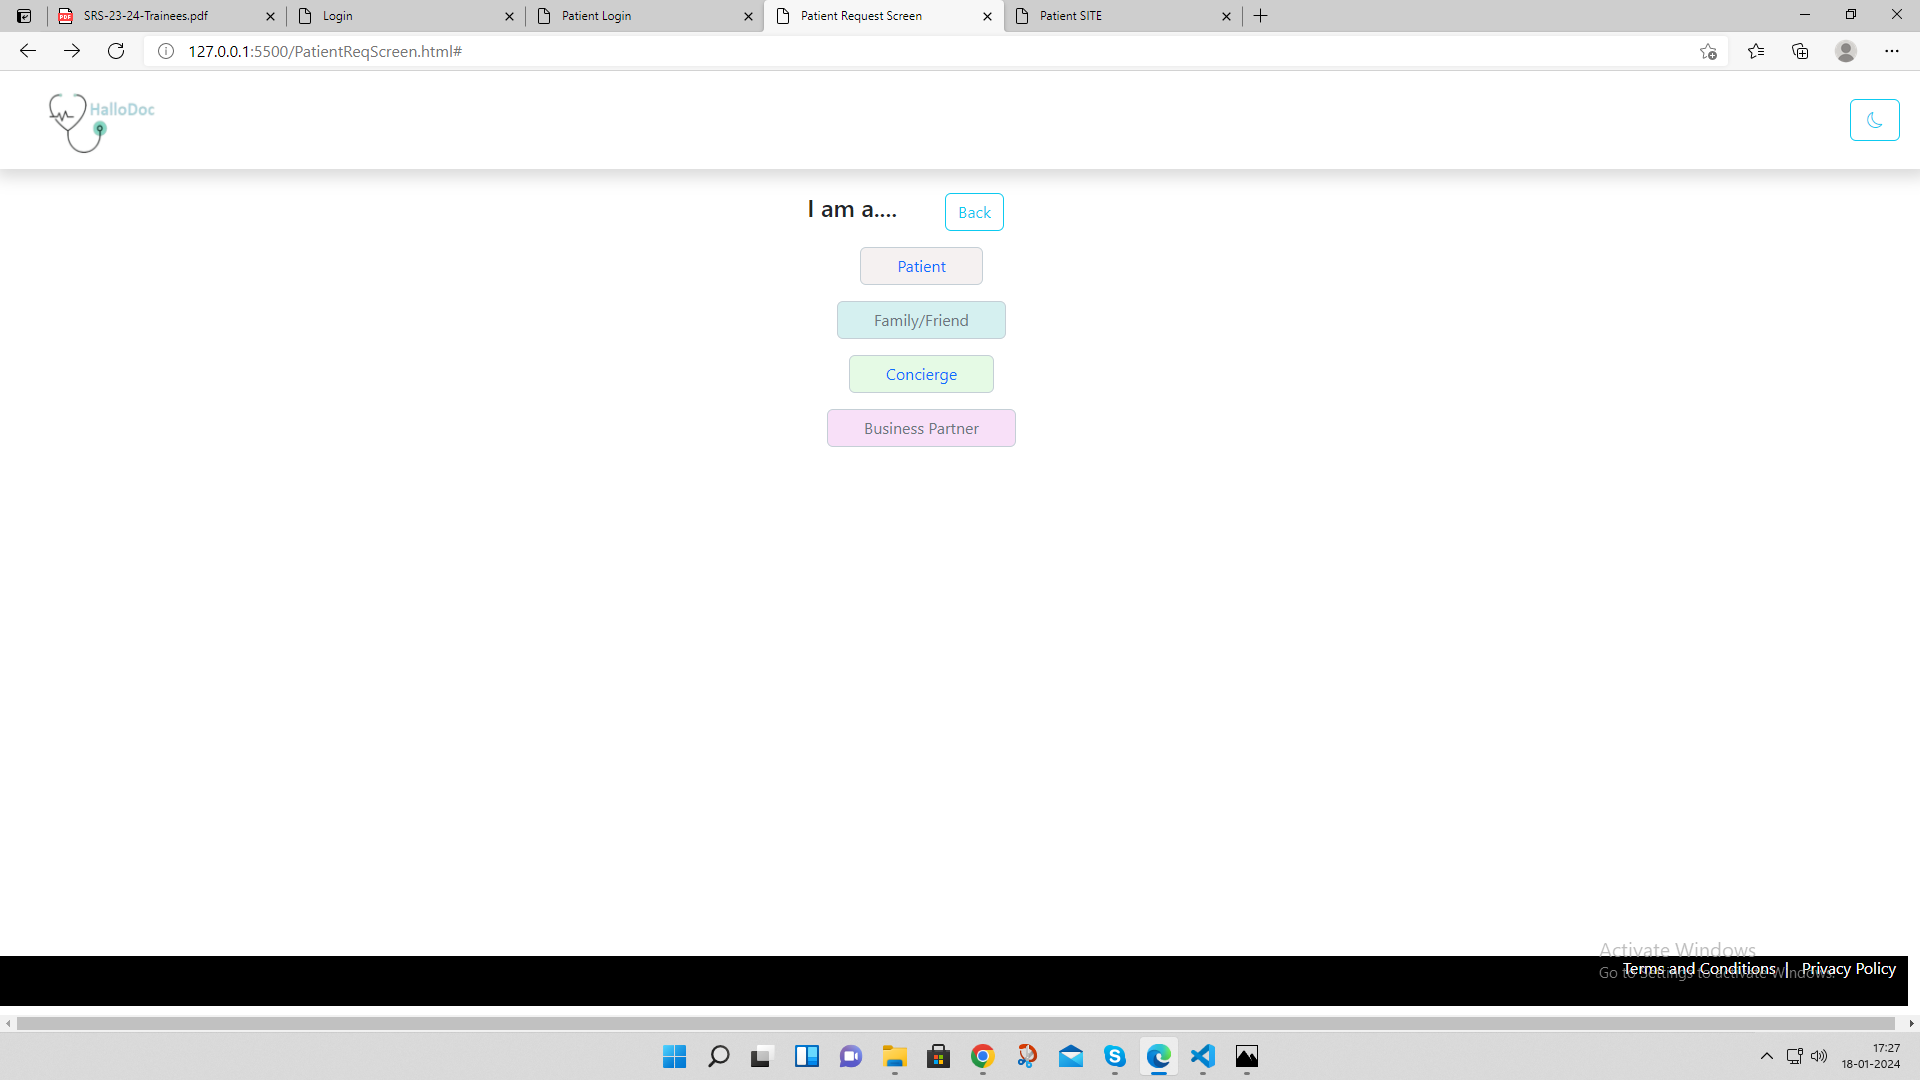 SRS-23-24-Trainees.pdf
Login
Patient Login
Patient Request Screen
Patient SITE
127.0.0.1:5500/PatientReqScreen.html#
HalloDoc
I am a....
Back
Patient
Family/Friend
Concierge
Business Partner
Activate Windows
Go to Settings to activate Windows.
Terms and Conditions | Privacy Policy
17:27
18-01-2024